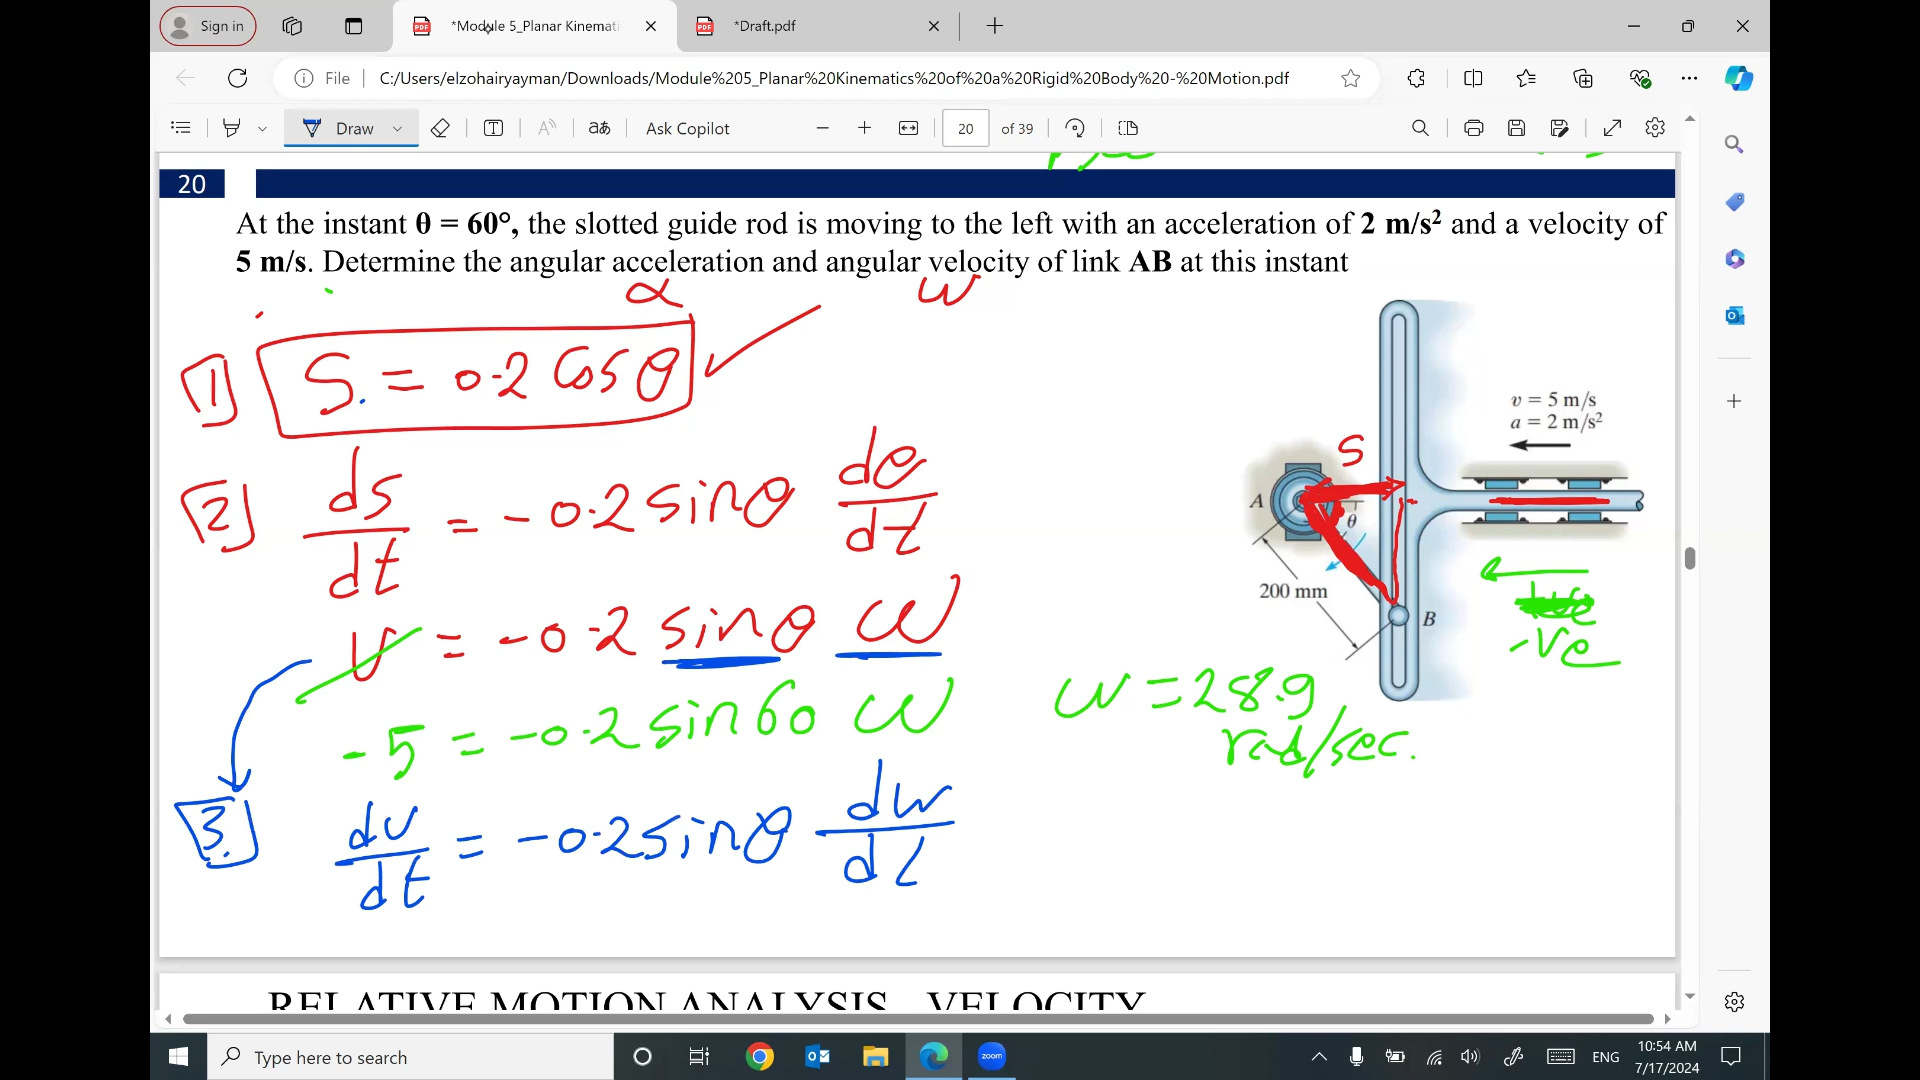 Sign in
*Module 5_Planar Kinemati
*Draft.pdf
File
C:/Users/elzohairyayman/Downloads/Module%205_Planar%20Kinematics%20of%20a%20Rigid%20Body%20-%20Motion.pdf
Draw
Ask Copilot
20 of 39
20
At the instant θ = 60°, the slotted guide rod is moving to the left with an acceleration of 2 m/s² and a velocity of
5 m/s. Determine the angular acceleration and angular velocity of link AB at this instant
α
ω
1
S. = 0.2 Cos θ
2
ds/dt = -0.2 sin θ dθ/dt
v = -0.2 sin θ ω
-5 = -0.2 sin 60 ω
ω = 28.9
rad/sec.
3.
dv/dt = -0.2 sin θ dω/dt
v = 5 m/s
a = 2 m/s²
S
A
θ
200 mm
B
-ve
RELATIVE MOTION ANALYSIS VELOCITY
Type here to search
zoom
ENG
10:54 AM
7/17/2024